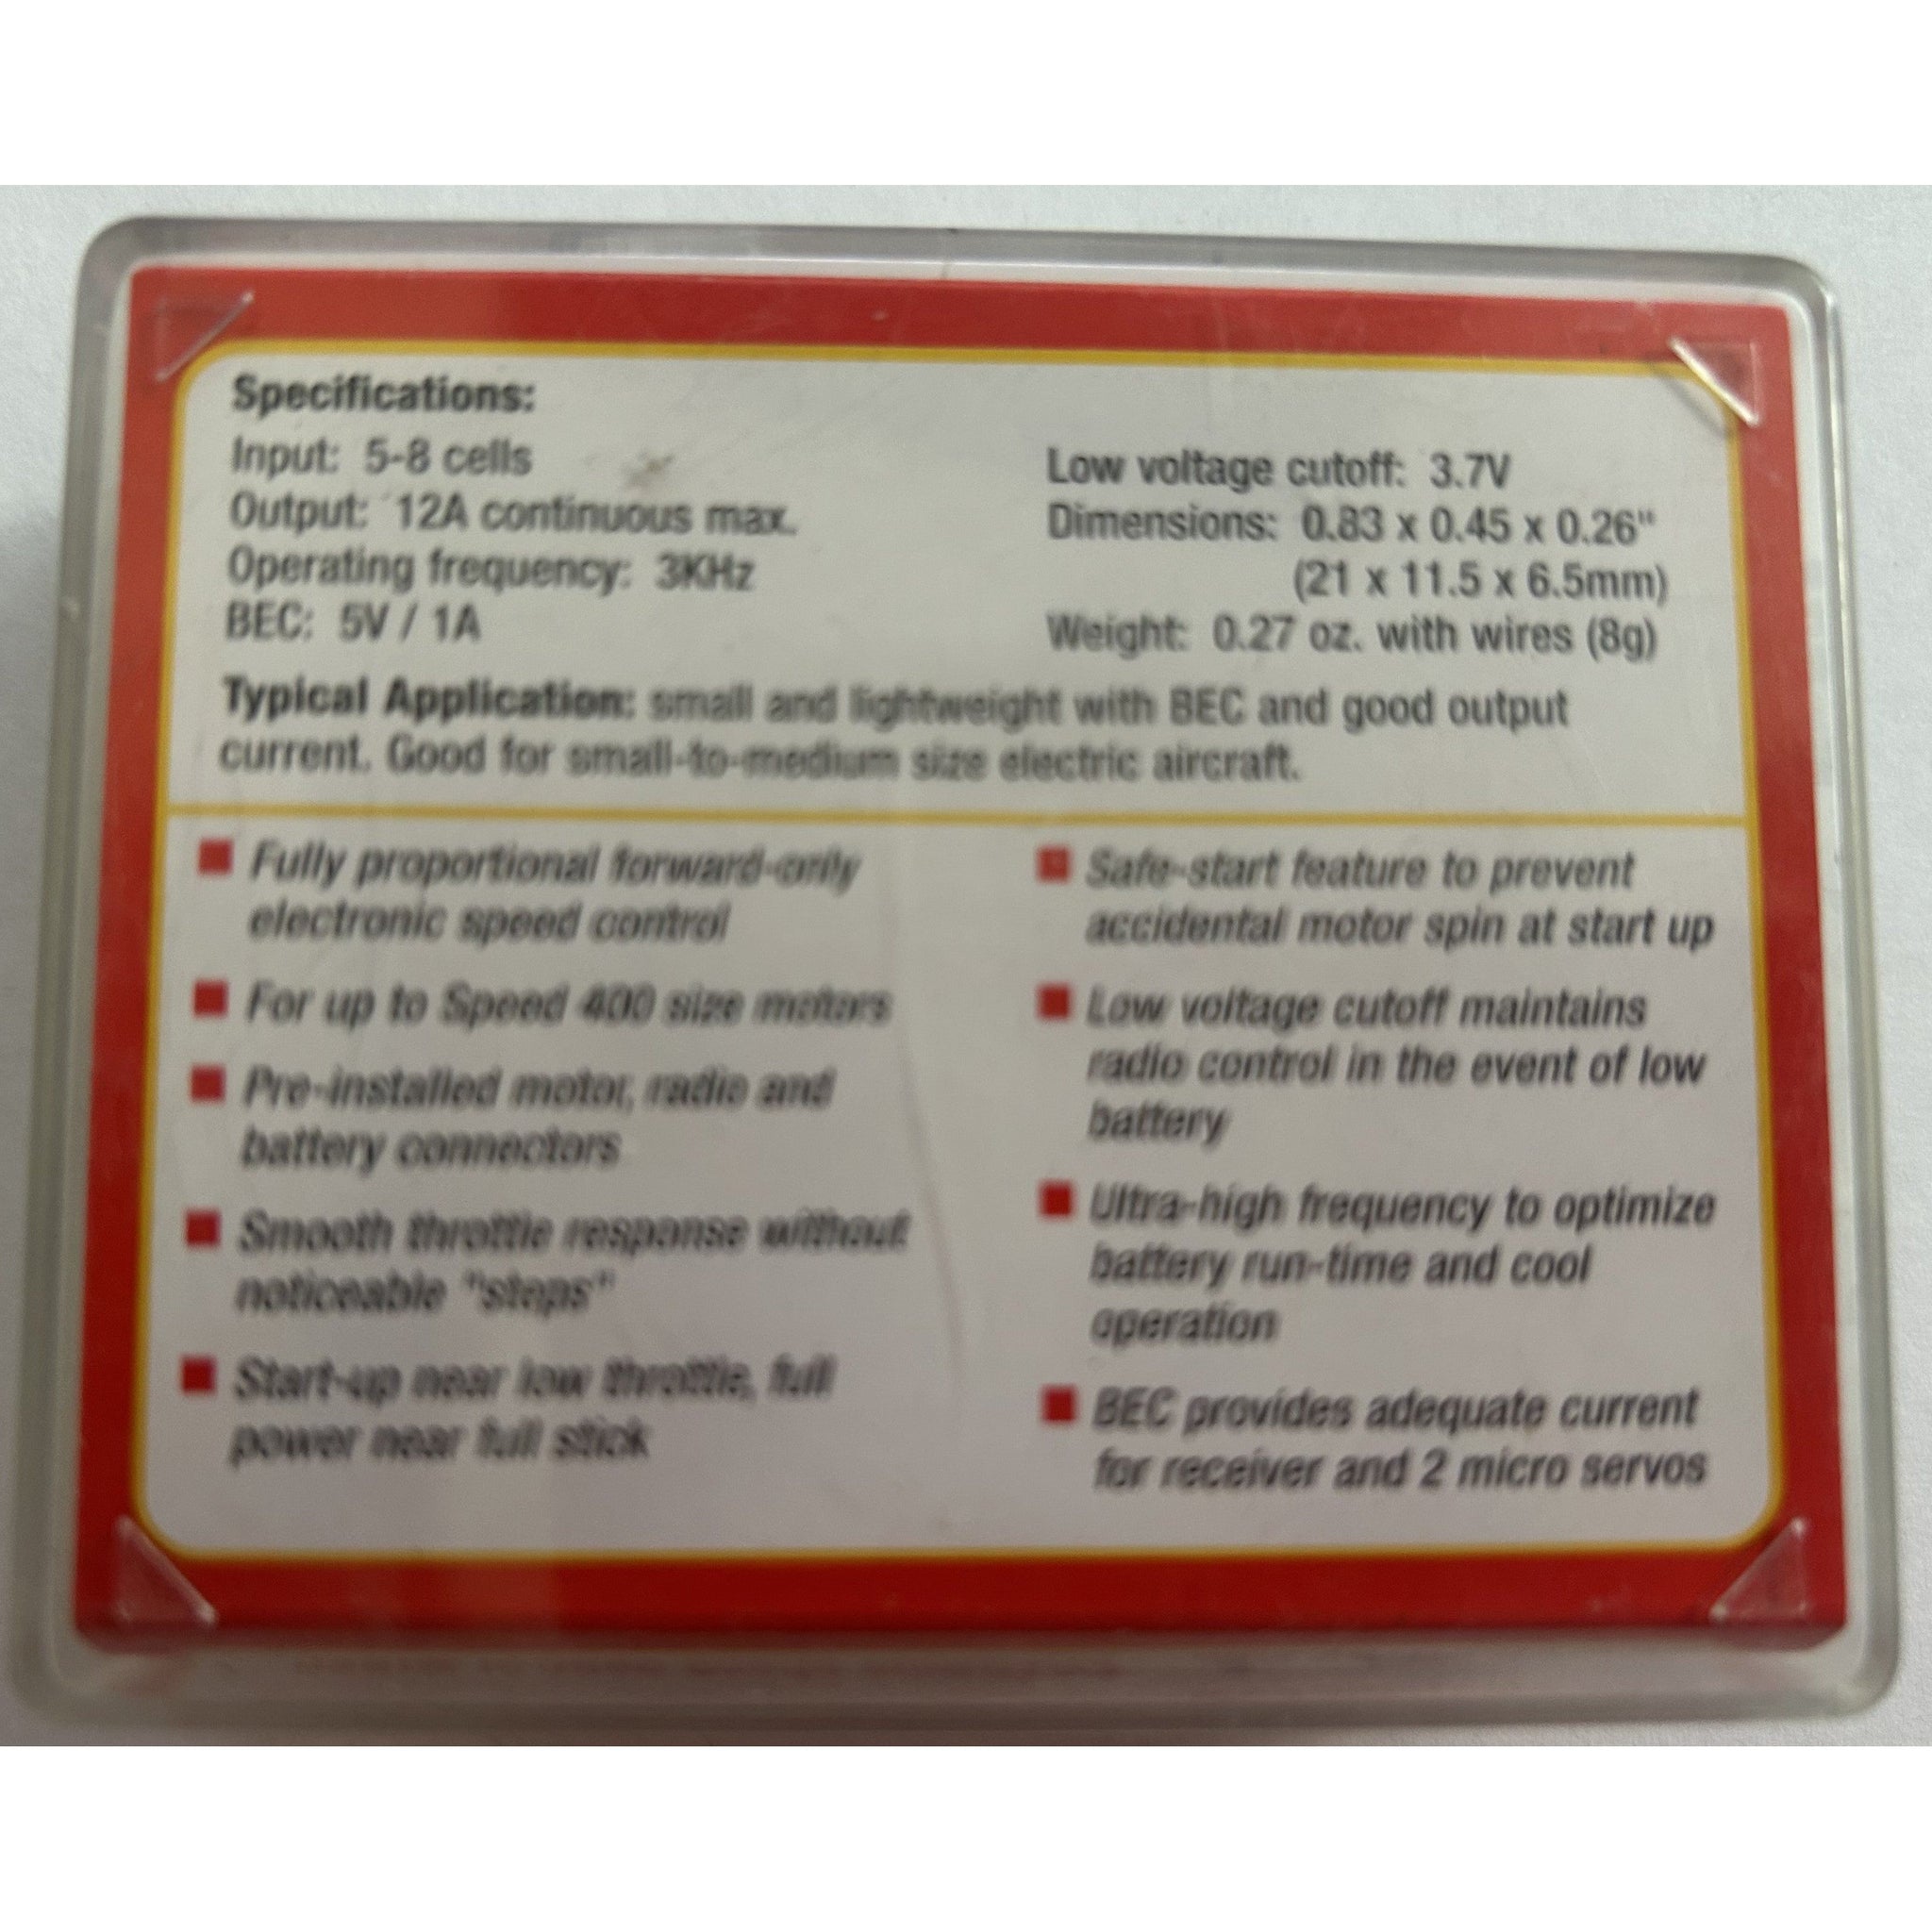 Specifications:
Input: 5-8 cells
Output: 12A continuous max.
Operating frequency: 3KHz
BEC: 5V / 1A
Low voltage cutoff: 3.7V
Dimensions: 0.83 x 0.45 x 0.26"
(21 x 11.5 x 6.5mm)
Weight: 0.27 oz. with wires (8g)
Typical Application: small and lightweight with BEC and good output
current. Good for small-to-medium size electric aircraft.
Fully proportional forward-only
electronic speed control
For up to Speed 400 size motors
Pre-installed motor, radio and
battery connectors
Smooth throttle response without
noticeable "steps"
Start-up near low throttle, full
power near full stick
Safe-start feature to prevent
accidental motor spin at start up
Low voltage cutoff maintains
radio control in the event of low
battery
Ultra-high frequency to optimize
battery run-time and cool
operation
BEC provides adequate current
for receiver and 2 micro servos